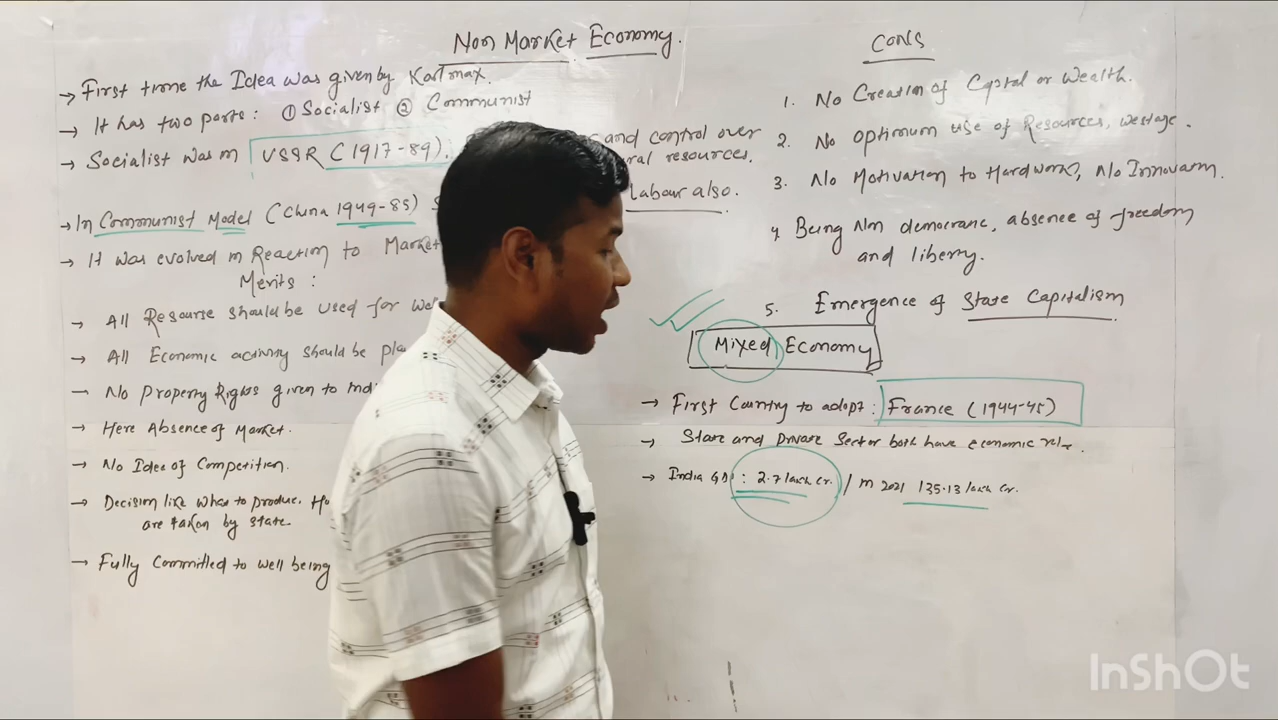 Non Market Economy.
→ First time the Idea was given by Karl max.
→ It has two parts: ① Socialist ② Communist
→ Socialist was in USSR (1917-89).
and control over
ral resources.
→ In Communist Model (China 1949-85)
labour also.
→ It was evolved in Reaction to Market
Merits:
→ All Resourse should be used for
→ All Economic activity should be
→ No Property Rights given to
→ Here Absence of Market.
→ No Idea of Competition.
→ Decision like what to produce,
are taken by state.
→ Fully Committed to well being
CONS
1. No Creation of Capital or Wealth.
2. No optimum use of Resources, westage.
3. No Motivation to Hardwork, No Innovation.
4 Being Non democratic, absence of freedom
and liberty.
5. Emergence of State Capitalism
Mixed Economy
→ First Country to adopt: France (1944-45)
→ State and Private Sector both have economic
→ India : 2.7 lakh cr. / in 2021 135.13 lakh cr.
InShOt